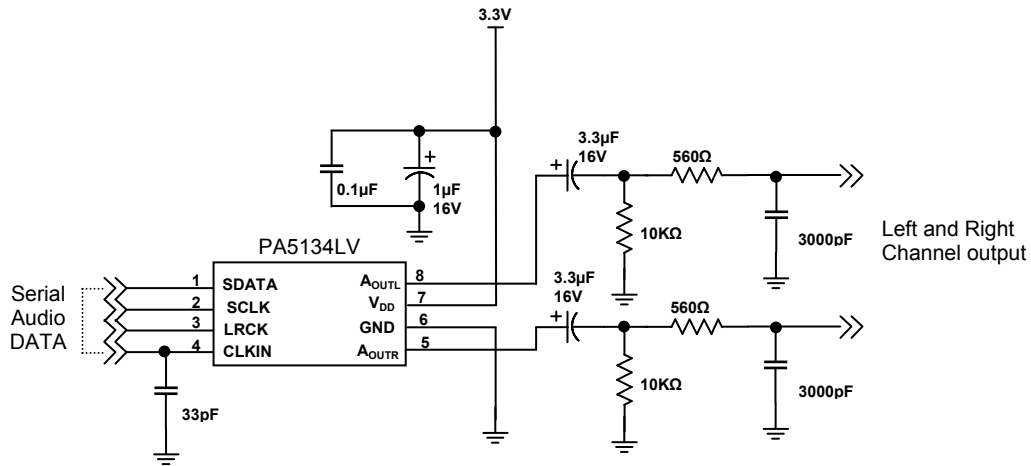 3.3V
0.1µF
+
1µF
16V
3.3µF
16V
+
560Ω
10KΩ
3000pF
Left and Right
Channel output
PA5134LV
Serial
Audio
DATA
1 SDATA
2 SCLK
3 LRCK
4 CLKIN
AOUTL 8
VDD 7
GND 6
AOUTR 5
33pF
3.3µF
16V
+
560Ω
10KΩ
3000pF